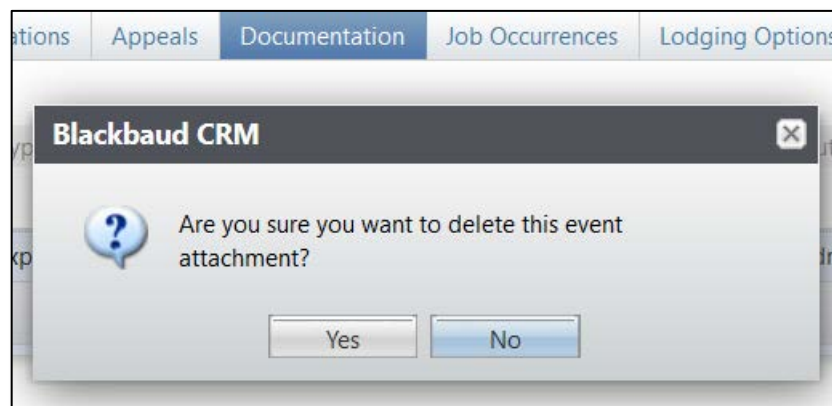 Appeals Documentation Job Occurrences Lodging Options
Blackbaud CRM
Are you sure you want to delete this event
attachment?
Yes No